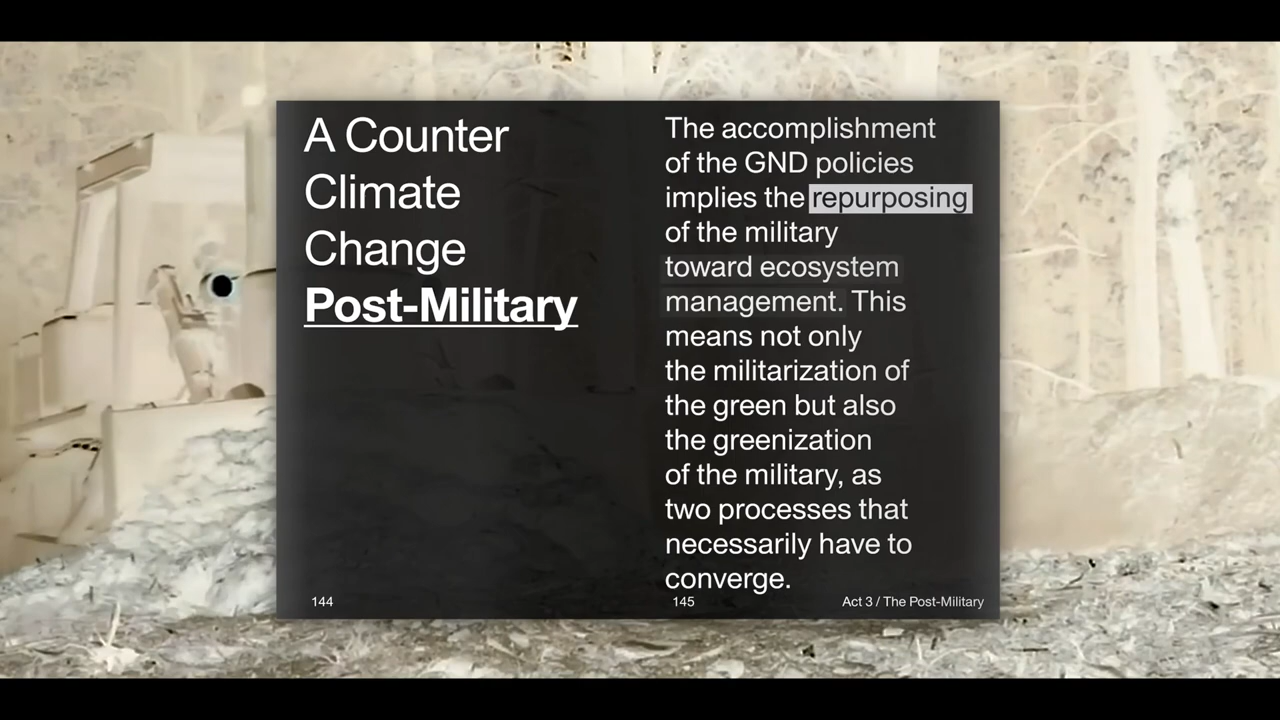 A Counter
Climate
Change
Post-Military
The accomplishment
of the GND policies
implies the repurposing
of the military
toward ecosystem
management. This
means not only
the militarization of
the green but also
the greenization
of the military, as
two processes that
necessarily have to
converge.
144
145
Act 3 / The Post-Military